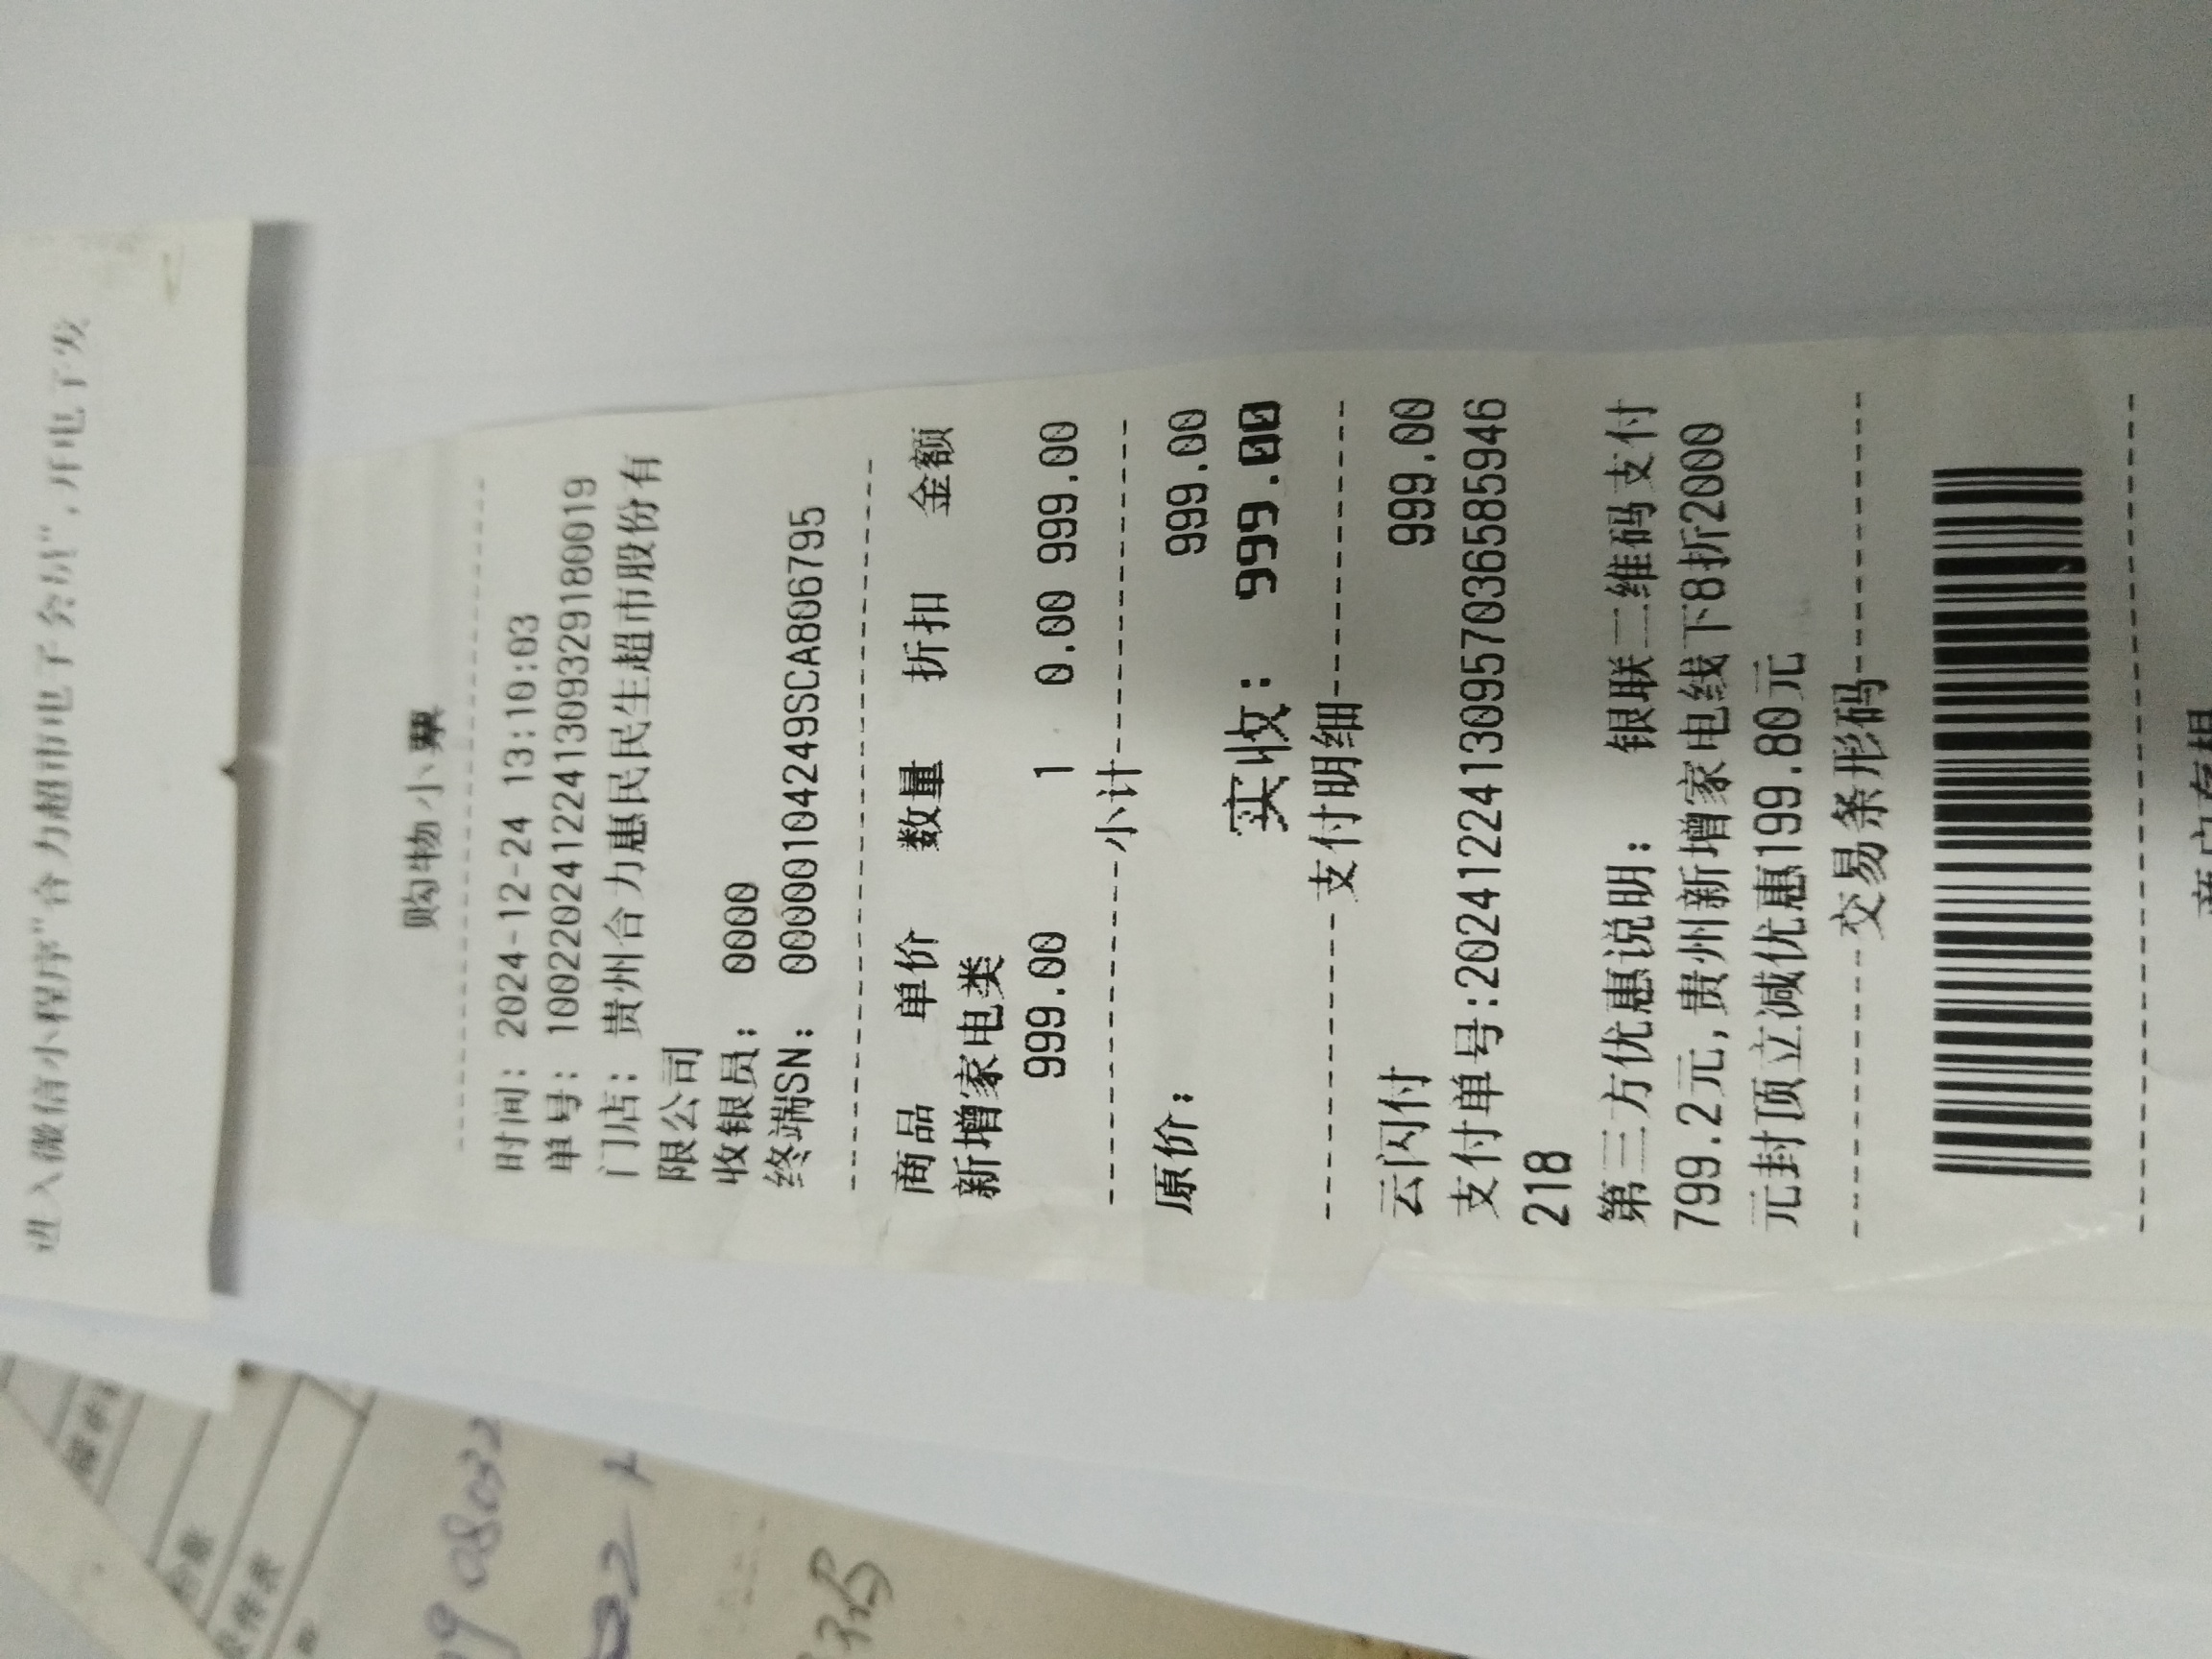 进入微信小程序"合力超市电子会员",开电子发
购物小票
时间: 2024-12-24 13:10:03
单号: 1002202412241309329180019
门店: 贵州合力惠民民生超市股份有
限公司
收银员: 0000
终端SN: 00000104249SCA806795
商品 单价 数量 折扣 金额
新增家电类
999.00 1 0.00 999.00
小计
原价: 999.00
实收: 999.00
支付明细
云闪付 999.00
支付单号:20241224130957036585946
218
第三方优惠说明: 银联二维码支付
799.2元,贵州新增家电线下8折2000
元封顶立减优惠199.80元
交易条形码